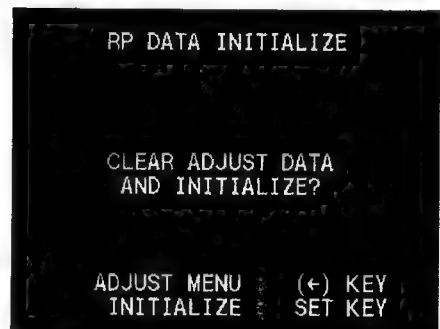 RP DATA INITIALIZE
CLEAR ADJUST DATA
AND INITIALIZE?
ADJUST MENU (←) KEY
INITIALIZE SET KEY